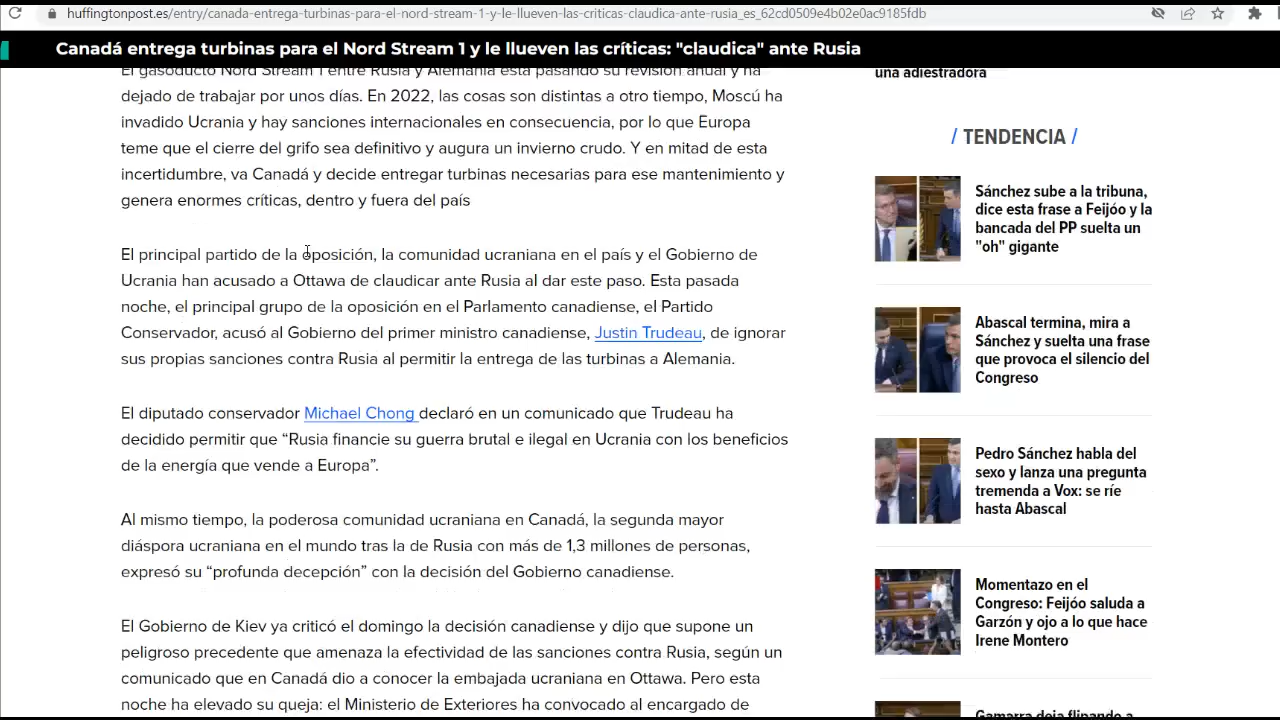 huffingtonpost.es/entry/canada-entrega-turbinas-para-el-nord-stream-1-y-le-llueven-las-criticas-claudica-ante-rusia_es_62cd0509e4b02e0ac9185fdb
Canadá entrega turbinas para el Nord Stream 1 y le llueven las críticas: "claudica" ante Rusia
El gasoducto Nord Stream 1 entre Rusia y Alemania está pasando su revisión anual y ha
dejado de trabajar por unos días. En 2022, las cosas son distintas a otro tiempo, Moscú ha
invadido Ucrania y hay sanciones internacionales en consecuencia, por lo que Europa
teme que el cierre del grifo sea definitivo y augura un invierno crudo. Y en mitad de esta
incertidumbre, va Canadá y decide entregar turbinas necesarias para ese mantenimiento y
genera enormes críticas, dentro y fuera del país
El principal partido de la oposición, la comunidad ucraniana en el país y el Gobierno de
Ucrania han acusado a Ottawa de claudicar ante Rusia al dar este paso. Esta pasada
noche, el principal grupo de la oposición en el Parlamento canadiense, el Partido
Conservador, acusó al Gobierno del primer ministro canadiense, Justin Trudeau, de ignorar
sus propias sanciones contra Rusia al permitir la entrega de las turbinas a Alemania.
El diputado conservador Michael Chong declaró en un comunicado que Trudeau ha
decidido permitir que “Rusia financie su guerra brutal e ilegal en Ucrania con los beneficios
de la energía que vende a Europa”.
Al mismo tiempo, la poderosa comunidad ucraniana en Canadá, la segunda mayor
diáspora ucraniana en el mundo tras la de Rusia con más de 1,3 millones de personas,
expresó su “profunda decepción” con la decisión del Gobierno canadiense.
El Gobierno de Kiev ya criticó el domingo la decisión canadiense y dijo que supone un
peligroso precedente que amenaza la efectividad de las sanciones contra Rusia, según un
comunicado que en Canadá dio a conocer la embajada ucraniana en Ottawa. Pero esta
noche ha elevado su queja: el Ministerio de Exteriores ha convocado al encargado de
una adiestradora
/ TENDENCIA /
Sánchez sube a la tribuna,
dice esta frase a Feijóo y la
bancada del PP suelta un
"oh" gigante
Abascal termina, mira a
Sánchez y suelta una frase
que provoca el silencio del
Congreso
Pedro Sánchez habla del
sexo y lanza una pregunta
tremenda a Vox: se ríe
hasta Abascal
Momentazo en el
Congreso: Feijóo saluda a
Garzón y ojo a lo que hace
Irene Montero
Gamarra deja flipando a